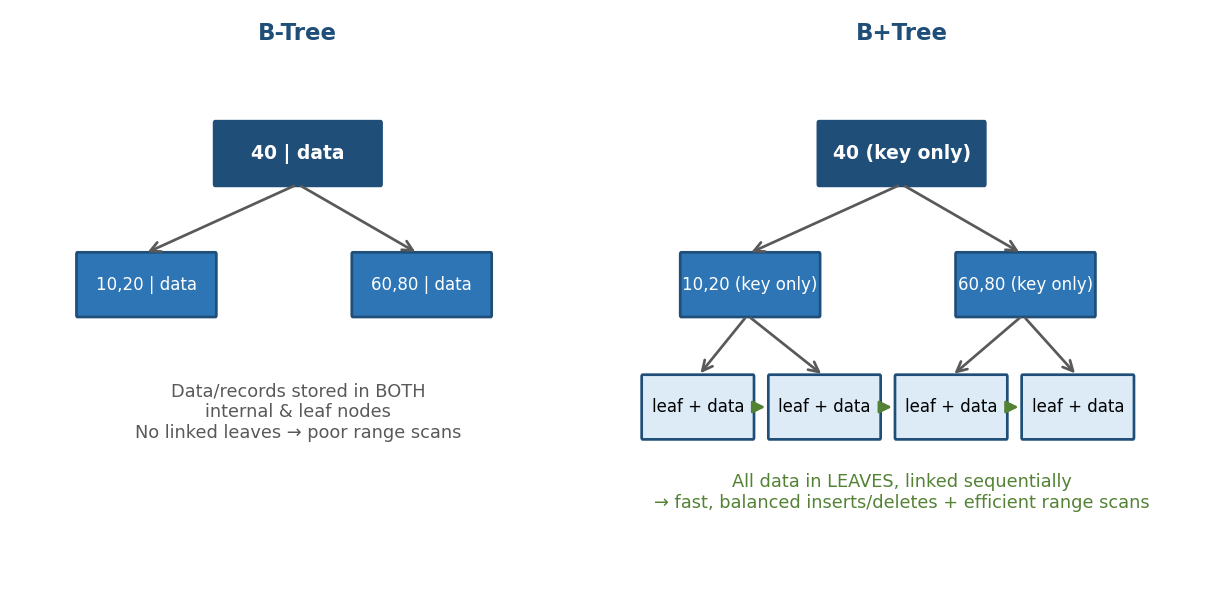 B-Tree
40 | data
10,20 | data
60,80 | data
Data/records stored in BOTH
internal & leaf nodes
No linked leaves → poor range scans
B+Tree
40 (key only)
10,20 (key only)
60,80 (key only)
leaf + data
leaf + data
leaf + data
leaf + data
All data in LEAVES, linked sequentially
→ fast, balanced inserts/deletes + efficient range scans